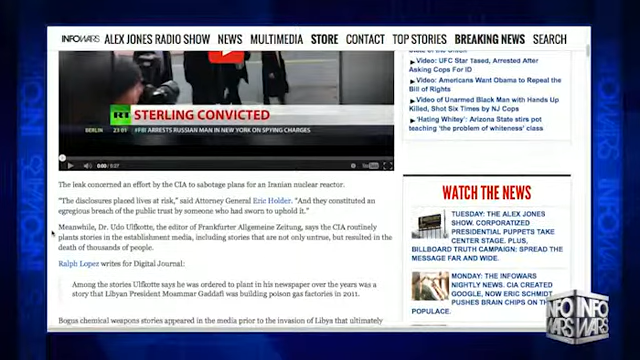 INFOWARS ALEX JONES RADIO SHOW NEWS MULTIMEDIA STORE CONTACT TOP STORIES BREAKING NEWS SEARCH
▸Video: UFC Star Tased, Arrested After
Asking Cops For ID
▸Video: Americans Want Obama to Repeal the
Bill of Rights
▸Video of Unarmed Black Man with Hands Up
Killed, Shot Six Times by NJ Cops
▸'Hating Whitey': Arizona State stirs pot
teaching 'the problem of whiteness' class
RT STERLING CONVICTED
BERLIN 23:01 FBI ARRESTS RUSSIAN MAN IN NEW YORK ON SPYING CHARGES
The leak concerned an effort by the CIA to sabotage plans for an Iranian nuclear reactor.
"The disclosures placed lives at risk," said Attorney General Eric Holder. "And they constituted an
egregious breach of the public trust by someone who had sworn to uphold it."
Meanwhile, Dr. Udo Ulfkotte, the editor of Frankfurter Allgemeine Zeitung, says the CIA routinely
plants stories in the establishment media, including stories that are not only untrue, but resulted in the
death of thousands of people.
Ralph Lopez writes for Digital Journal:
Among the stories Ulfkotte says he was ordered to plant in his newspaper over the years was a
story that Libyan President Moammar Gaddafi was building poison gas factories in 2011.
Bogus chemical weapons stories appeared in the media prior to the invasion of Libya that ultimately
WATCH THE NEWS
TUESDAY: THE ALEX JONES
SHOW. CORPORATIZED
PRESIDENTIAL PUPPETS TAKE
CENTER STAGE. PLUS,
BILLBOARD TRUTH CAMPAIGN: SPREAD THE
MESSAGE FAR AND WIDE.
MONDAY: THE INFOWARS
NIGHTLY NEWS. CIA CREATED
GOOGLE, NOW ERIC SCHMIDT
PUSHES BRAIN CHIPS ON THE
POPULACE.
INFO INFO
WARS WARS